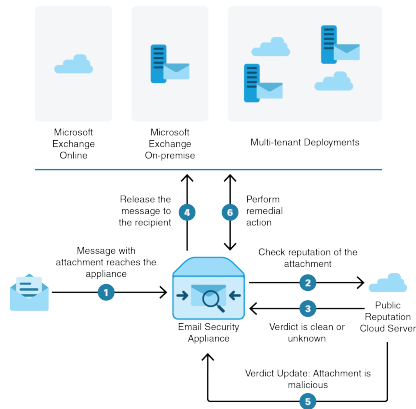 Microsoft
Exchange
Online
Microsoft
Exchange
On-premise
Multi-tenant Deployments
Release the
message to
the recipient
4
6
Perform
remedial
action
Message with
attachment reaches the
appliance
1
Check reputation of the
attachment
2
3
Verdict is clean or
unknown
Public
Reputation
Cloud Server
Email Security
Appliance
Verdict Update: Attachment is
malicious
5